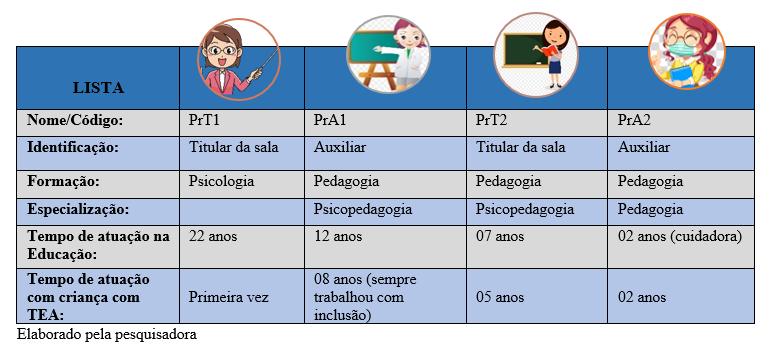 LISTA
Nome/Código: PrT1 PrA1 PrT2 PrA2
Identificação: Titular da sala Auxiliar Titular da sala Auxiliar
Formação: Psicologia Pedagogia Pedagogia Pedagogia
Especialização: Psicopedagogia Psicopedagogia Pedagogia
Tempo de atuação na
Educação: 22 anos 12 anos 07 anos 02 anos (cuidadora)
Tempo de atuação
com criança com
TEA: Primeira vez 08 anos (sempre
trabalhou com
inclusão) 05 anos 02 anos
Elaborado pela pesquisadora